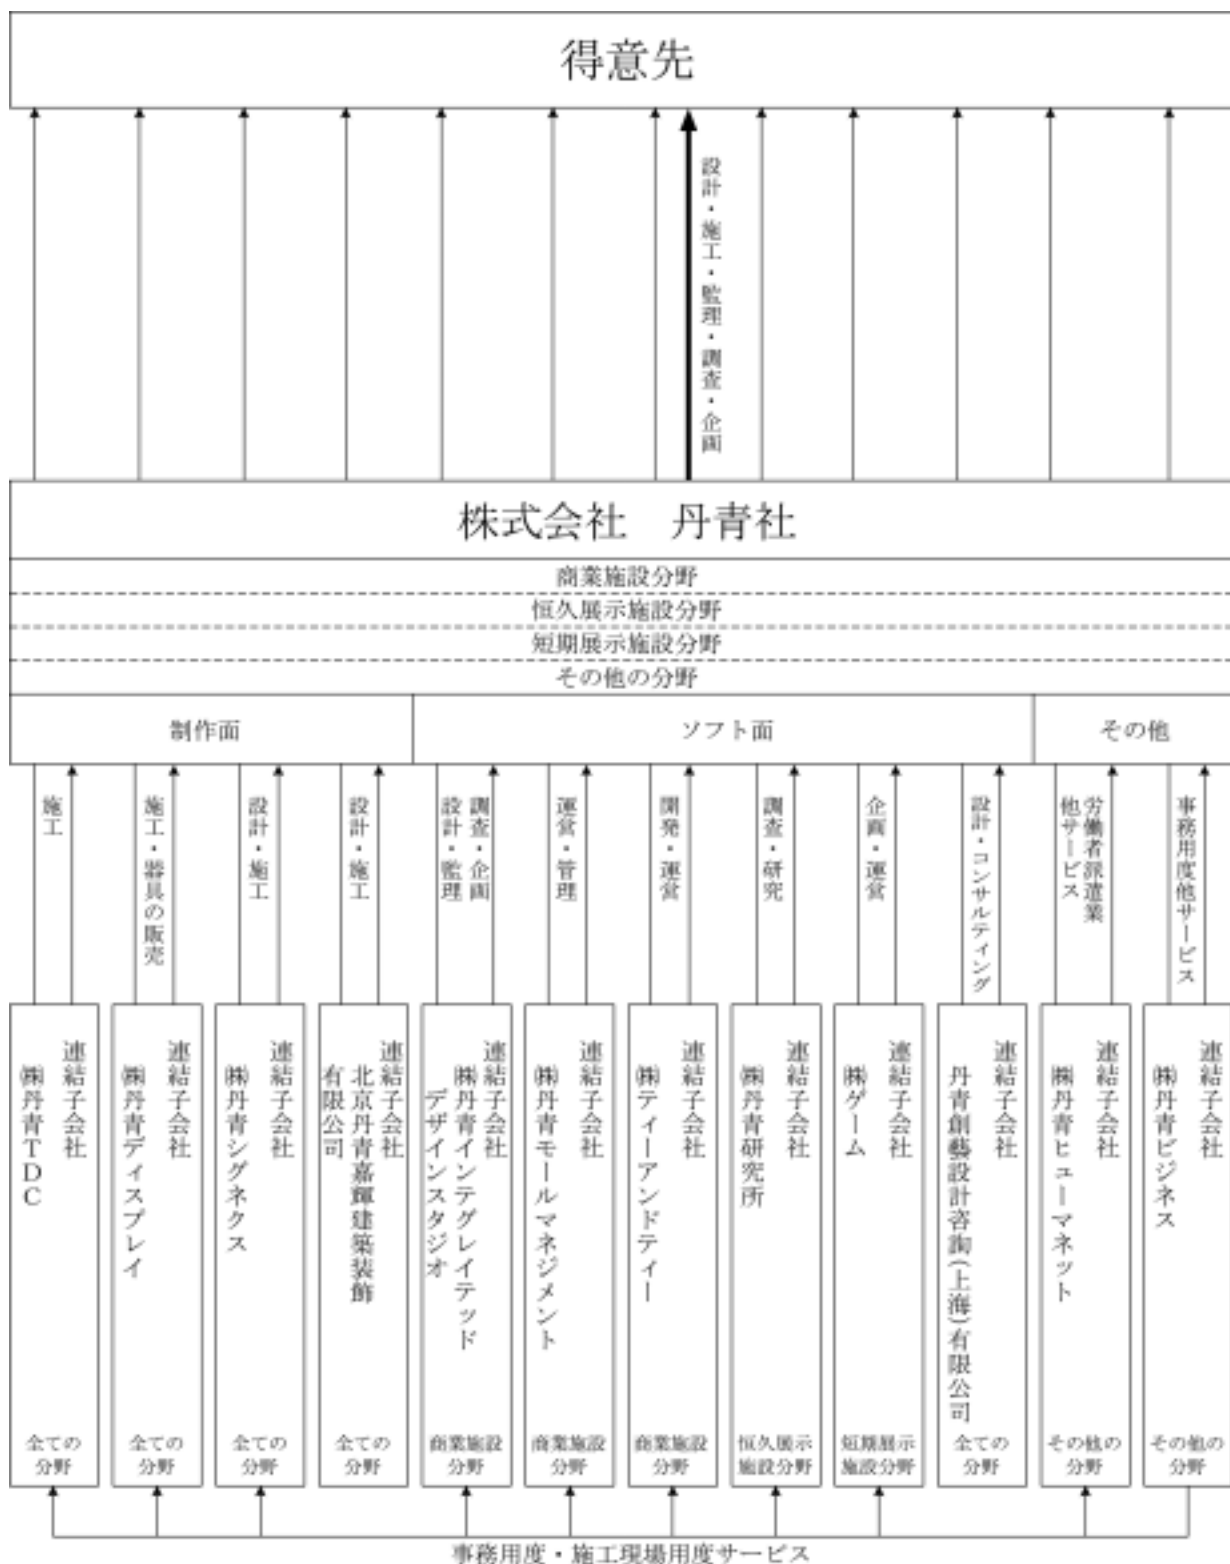 得意先
設計・施工・監理・調査・企画
株式会社　丹青社
商業施設分野
恒久展示施設分野
短期展示施設分野
その他の分野
制作面
ソフト面
その他
施工
施工・器具の販売
設計・施工
設計・施工
調査・企画
設計・監理
運営・管理
開発・運営
調査・研究
企画・運営
設計・コンサルティング
労働者派遣業
他サービス
事務用度他サービス
連結子会社
㈱丹青TDC
全ての
分野
連結子会社
㈱丹青ディスプレイ
全ての
分野
連結子会社
㈱丹青シグネクス
全ての
分野
連結子会社
北京丹青嘉輝建築装飾
有限公司
全ての
分野
連結子会社
㈱丹青インテグレイテッド
デザインスタジオ
商業施設
分野
連結子会社
㈱丹青モールマネジメント
商業施設
分野
連結子会社
㈱ティーアンドティー
商業施設
分野
連結子会社
㈱丹青研究所
恒久展示
施設分野
連結子会社
㈱ゲーム
短期展示
施設分野
連結子会社
丹青創藝設計咨詢(上海)有限公司
全ての
分野
連結子会社
㈱丹青ヒューマネット
その他の
分野
連結子会社
㈱丹青ビジネス
その他の
分野
事務用度・施工現場用度サービス